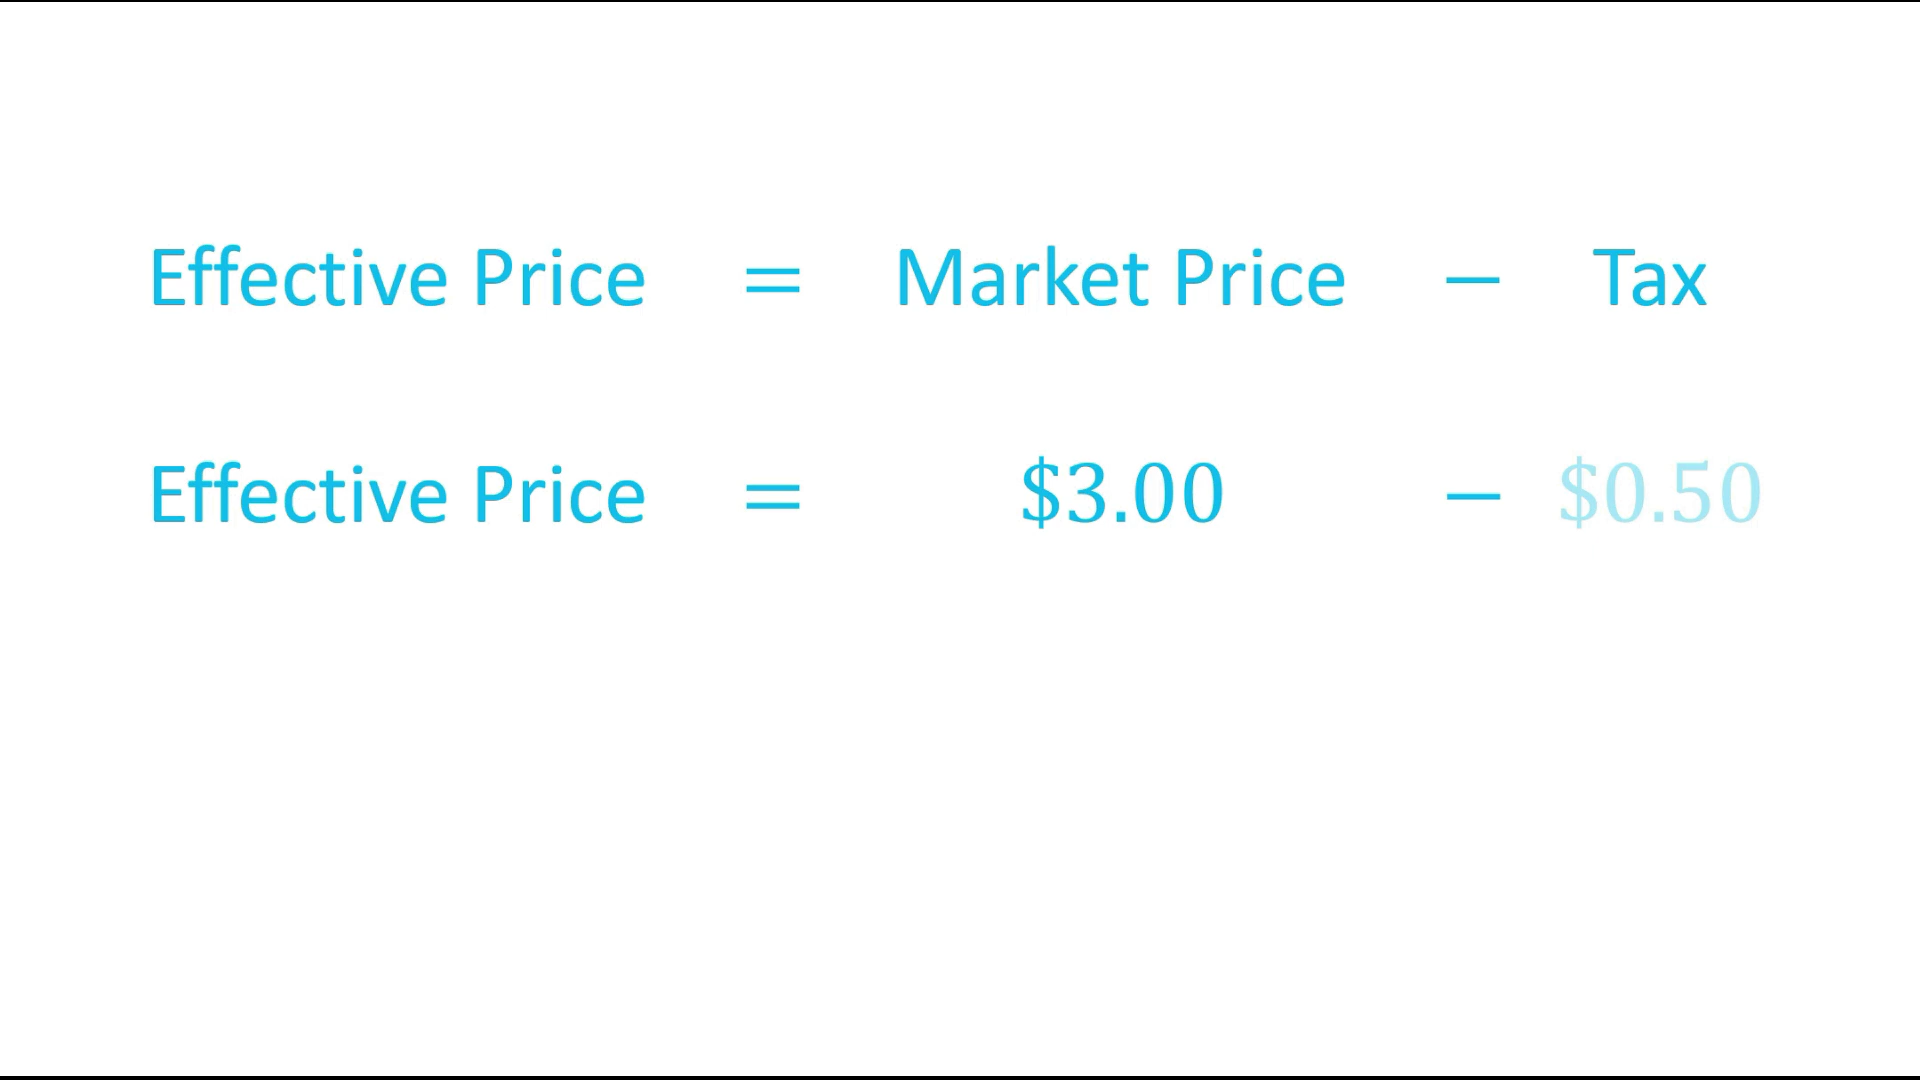 Effective Price = Market Price − Tax
Effective Price = $3.00 − $0.50